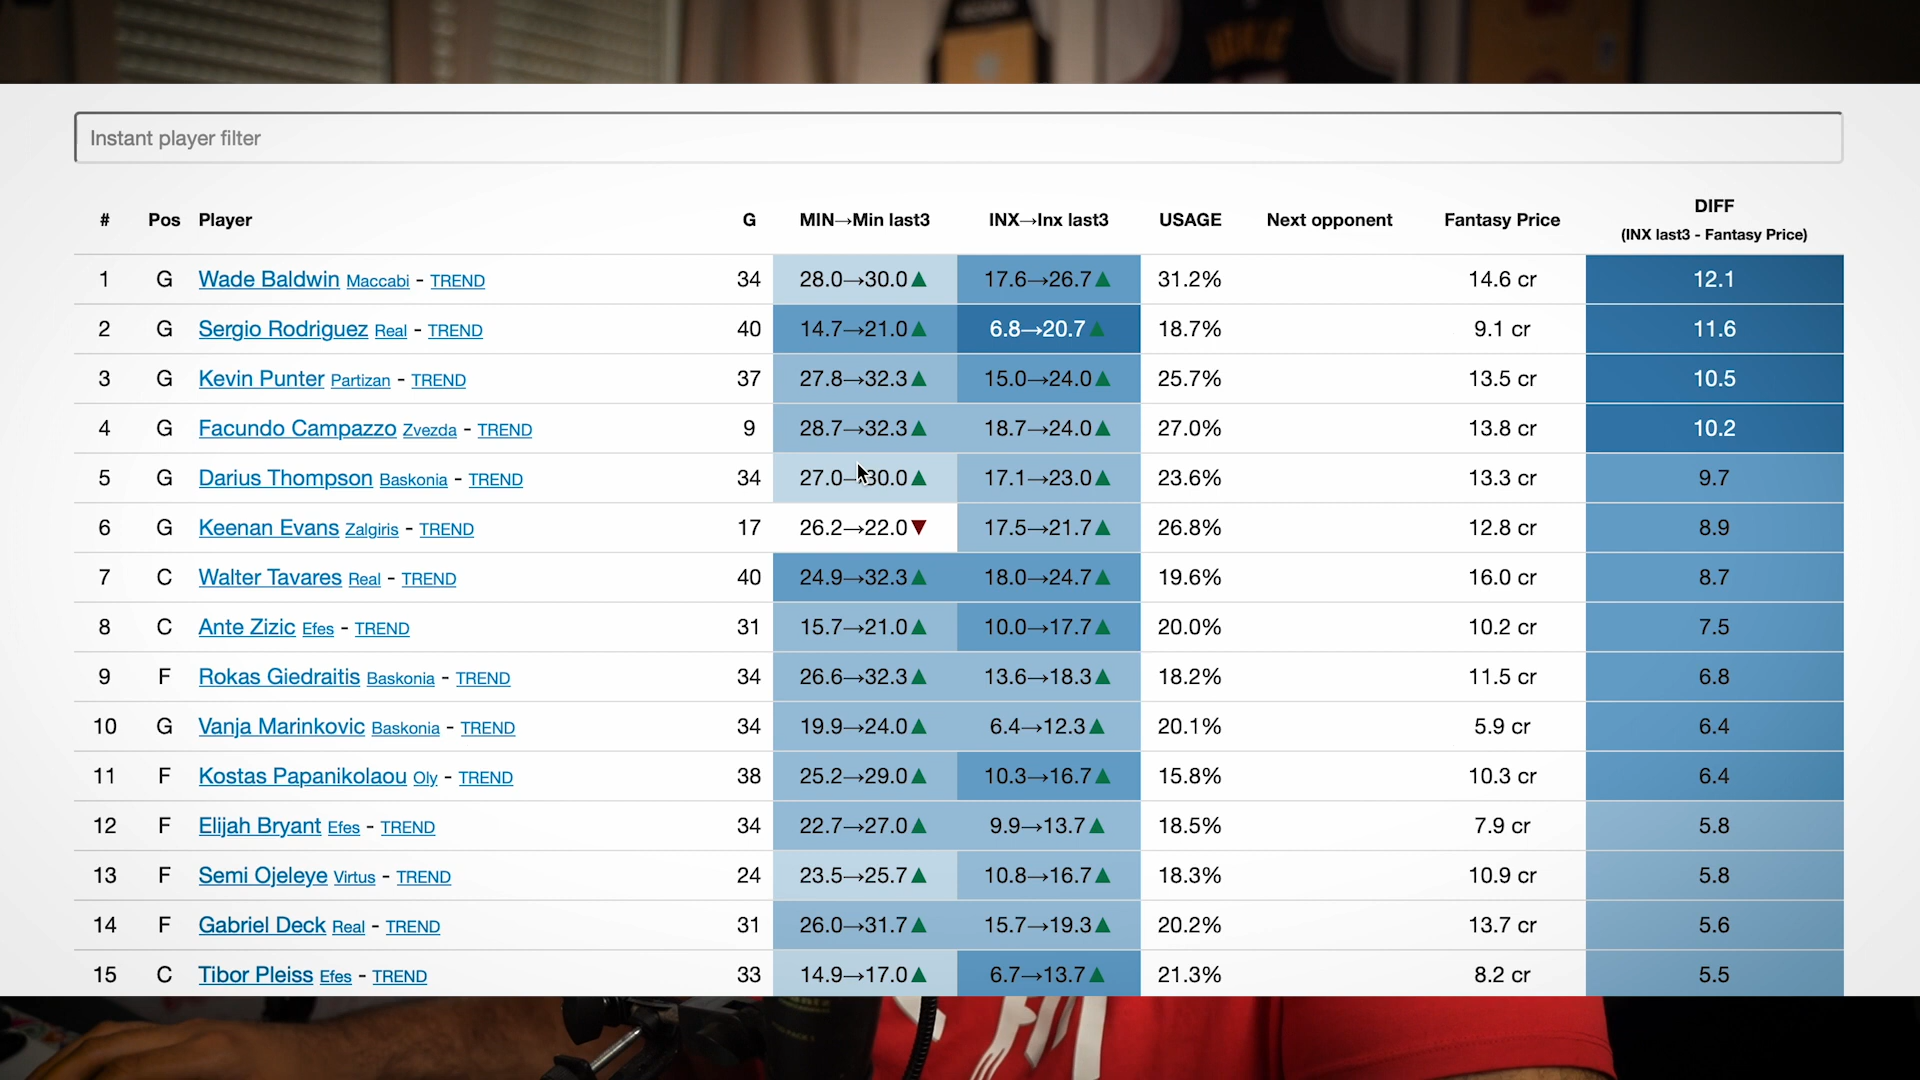 Instant player filter
# Pos Player G MIN→Min last3 INX→Inx last3 USAGE Next opponent Fantasy Price DIFF
(INX last3 - Fantasy Price)
1 G Wade Baldwin Maccabi - TREND 34 28.0→30.0▲ 17.6→26.7▲ 31.2% 14.6 cr 12.1
2 G Sergio Rodriguez Real - TREND 40 14.7→21.0▲ 6.8→20.7▲ 18.7% 9.1 cr 11.6
3 G Kevin Punter Partizan - TREND 37 27.8→32.3▲ 15.0→24.0▲ 25.7% 13.5 cr 10.5
4 G Facundo Campazzo Zvezda - TREND 9 28.7→32.3▲ 18.7→24.0▲ 27.0% 13.8 cr 10.2
5 G Darius Thompson Baskonia - TREND 34 27.0→30.0▲ 17.1→23.0▲ 23.6% 13.3 cr 9.7
6 G Keenan Evans Zalgiris - TREND 17 26.2→22.0▼ 17.5→21.7▲ 26.8% 12.8 cr 8.9
7 C Walter Tavares Real - TREND 40 24.9→32.3▲ 18.0→24.7▲ 19.6% 16.0 cr 8.7
8 C Ante Zizic Efes - TREND 31 15.7→21.0▲ 10.0→17.7▲ 20.0% 10.2 cr 7.5
9 F Rokas Giedraitis Baskonia - TREND 34 26.6→32.3▲ 13.6→18.3▲ 18.2% 11.5 cr 6.8
10 G Vanja Marinkovic Baskonia - TREND 34 19.9→24.0▲ 6.4→12.3▲ 20.1% 5.9 cr 6.4
11 F Kostas Papanikolaou Oly - TREND 38 25.2→29.0▲ 10.3→16.7▲ 15.8% 10.3 cr 6.4
12 F Elijah Bryant Efes - TREND 34 22.7→27.0▲ 9.9→13.7▲ 18.5% 7.9 cr 5.8
13 F Semi Ojeleye Virtus - TREND 24 23.5→25.7▲ 10.8→16.7▲ 18.3% 10.9 cr 5.8
14 F Gabriel Deck Real - TREND 31 26.0→31.7▲ 15.7→19.3▲ 20.2% 13.7 cr 5.6
15 C Tibor Pleiss Efes - TREND 33 14.9→17.0▲ 6.7→13.7▲ 21.3% 8.2 cr 5.5